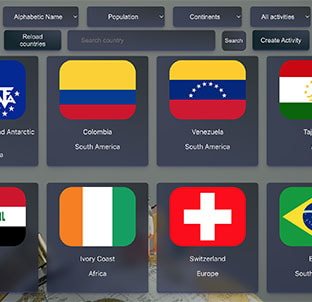 Alphabetic Name
Population
Continents
All activities
Reload
countries
Search country
Search
Create Activity
d Antarctic
Colombia
Venezuela
Taj
a
South America
South America
Ivory Coast
Switzerland
B
Africa
Europe
South